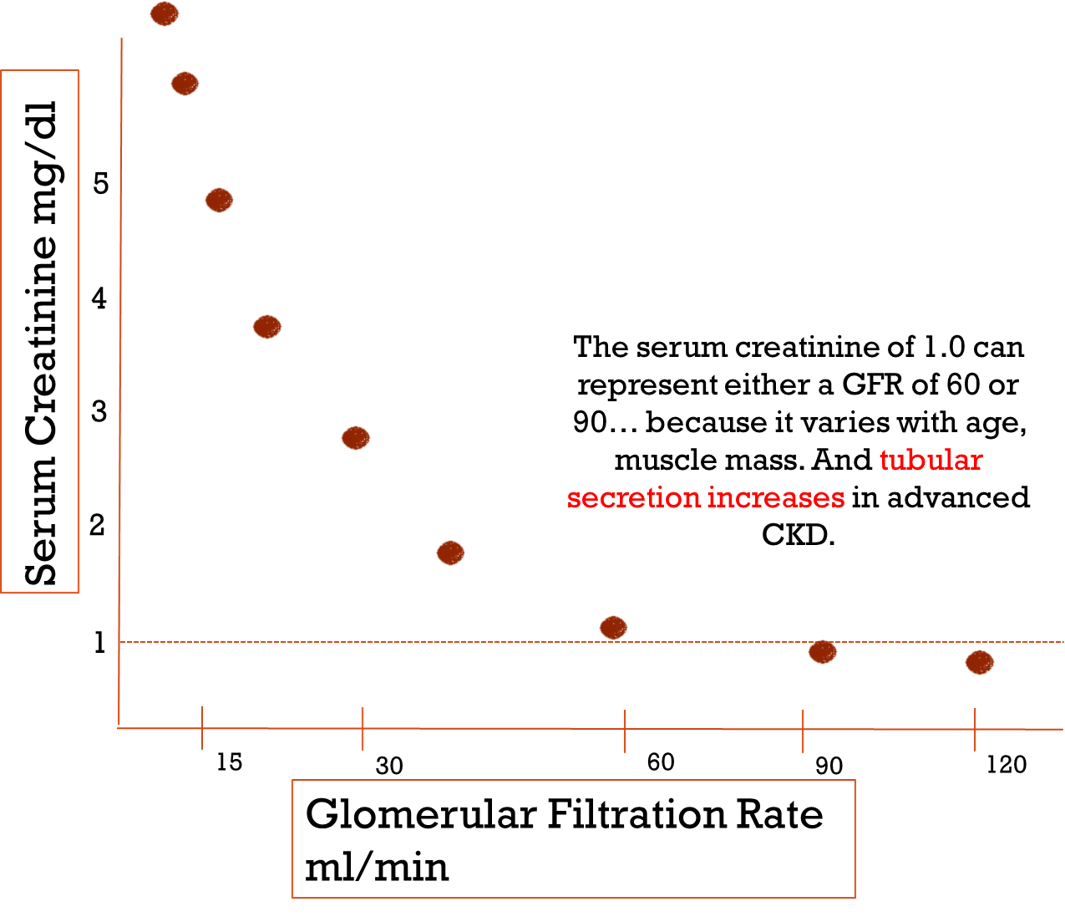 Serum Creatinine mg/dl
5
4
3
2
1
The serum creatinine of 1.0 can
represent either a GFR of 60 or
90... because it varies with age,
muscle mass. And tubular
secretion increases in advanced
CKD.
15
30
60
90
120
Glomerular Filtration Rate
ml/min